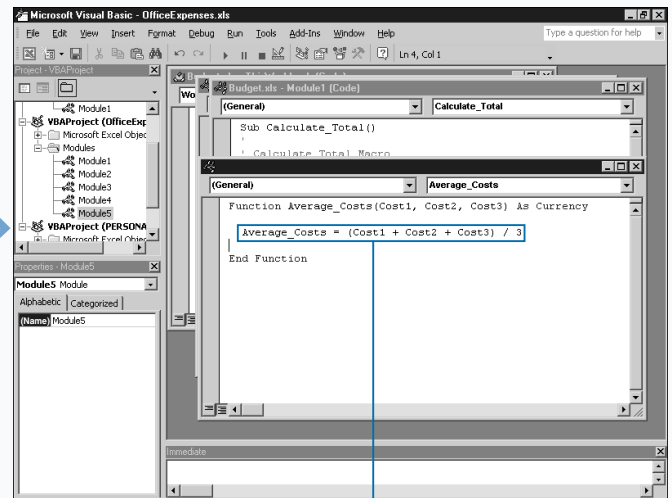 Microsoft Visual Basic - OfficeExpenses.xls
File Edit View Insert Format Debug Run Tools Add-Ins Window Help
Type a question for help
Ln 4, Col 1
Project - VBAProject
Module1
VBAProject (OfficeExp
Microsoft Excel Objec
Modules
Module1
Module2
Module3
Module4
Module5
VBAProject (PERSONA
Microsoft Excel Objec
Properties - Module5
Module5 Module
Alphabetic Categorized
(Name) Module5
Wo
Budget.xls - Module1 (Code)
(General) Calculate_Total
Sub Calculate_Total()
'
' Calculate_Total Macro
(General) Average_Costs
Function Average_Costs(Cost1, Cost2, Cost3) As Currency
Average_Costs = (Cost1 + Cost2 + Cost3) / 3
End Function
Immediate